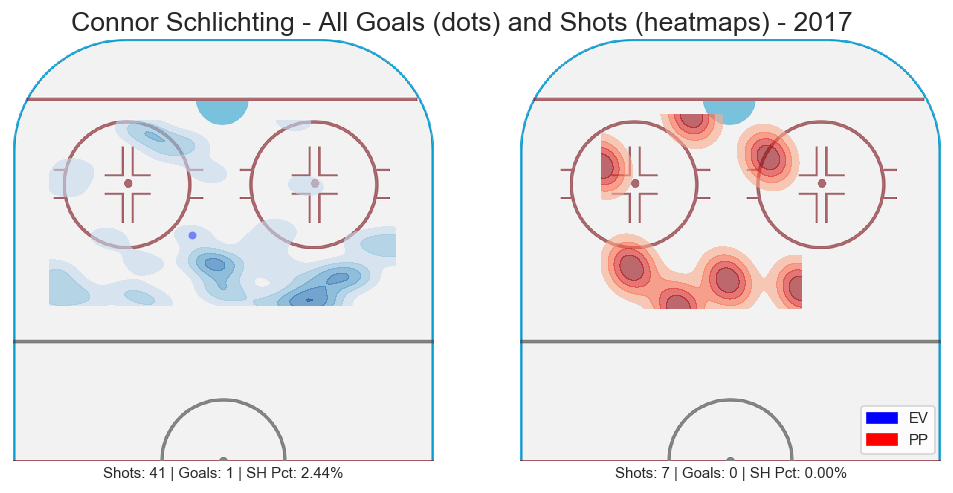 Connor Schlichting - All Goals (dots) and Shots (heatmaps) - 2017
EV
PP
Shots: 41 | Goals: 1 | SH Pct: 2.44%
Shots: 7 | Goals: 0 | SH Pct: 0.00%